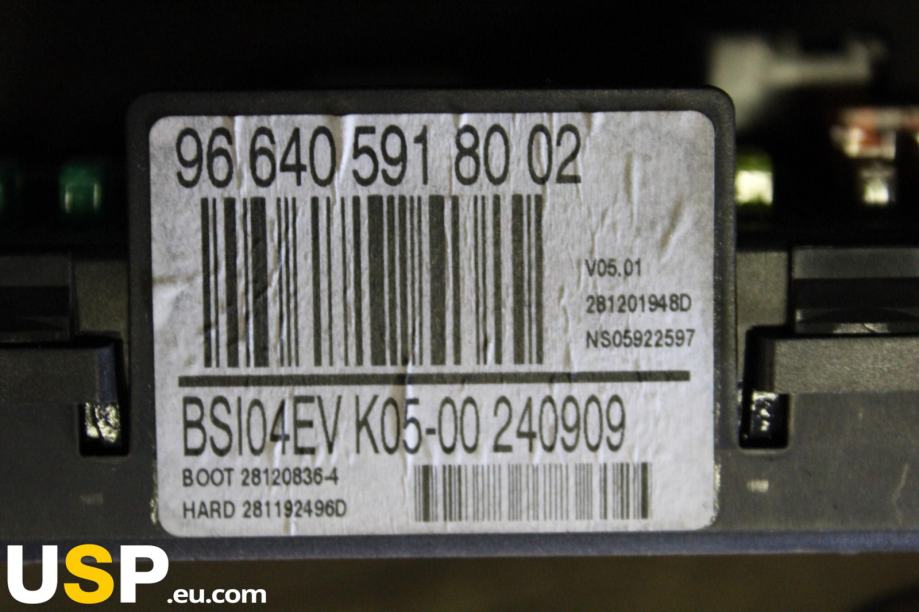 96 640 591 80 02
V05.01
281201948D
NS05922597
BSI04EV K05-00 240909
BOOT 28120836-4
HARD 281192496D
USP.eu.com